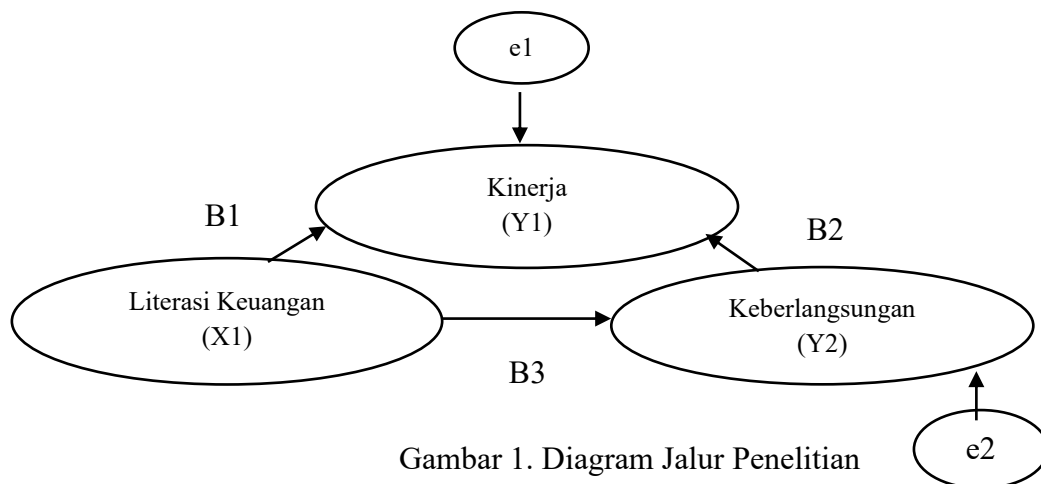 e1
Kinerja
(Y1)
B1
B2
Literasi Keuangan
(X1)
Keberlangsungan
(Y2)
B3
e2
Gambar 1. Diagram Jalur Penelitian